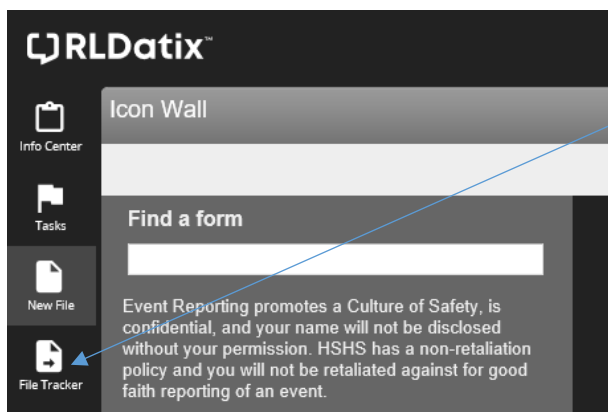 RLDatix™
Icon Wall
Info Center
Tasks
Find a form
New File
Event Reporting promotes a Culture of Safety, is
confidential, and your name will not be disclosed
without your permission. HSHS has a non-retaliation
policy and you will not be retaliated against for good
faith reporting of an event.
File Tracker